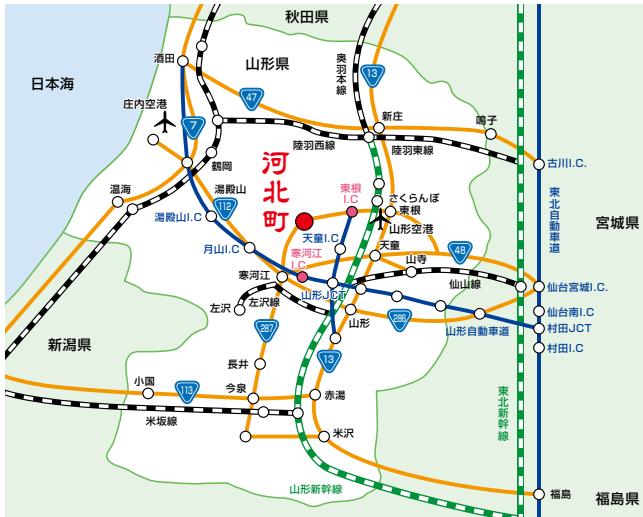 秋田県
日本海
酒田
山形県
奥羽本線
13
庄内空港
47
7
新庄
鳴子
陸羽西線
陸羽東線
古川I.C.
鶴岡
湯殿山
河北町
東根
I.C
さくらんぼ
東根
温海
112
湯殿山I.C
山形空港
東北自動車道
宮城県
天童I.C
月山I.C
天童
48
寒河江
I.C
山寺
寒河江
仙山線
仙台宮城I.C.
山形JCT
左沢
左沢線
仙台南I.C
287
山形
286
山形自動車道
村田JCT
新潟県
13
村田I.C
長井
小国
113
今泉
赤湯
東北新幹線
米坂線
米沢
山形新幹線
福島
福島県